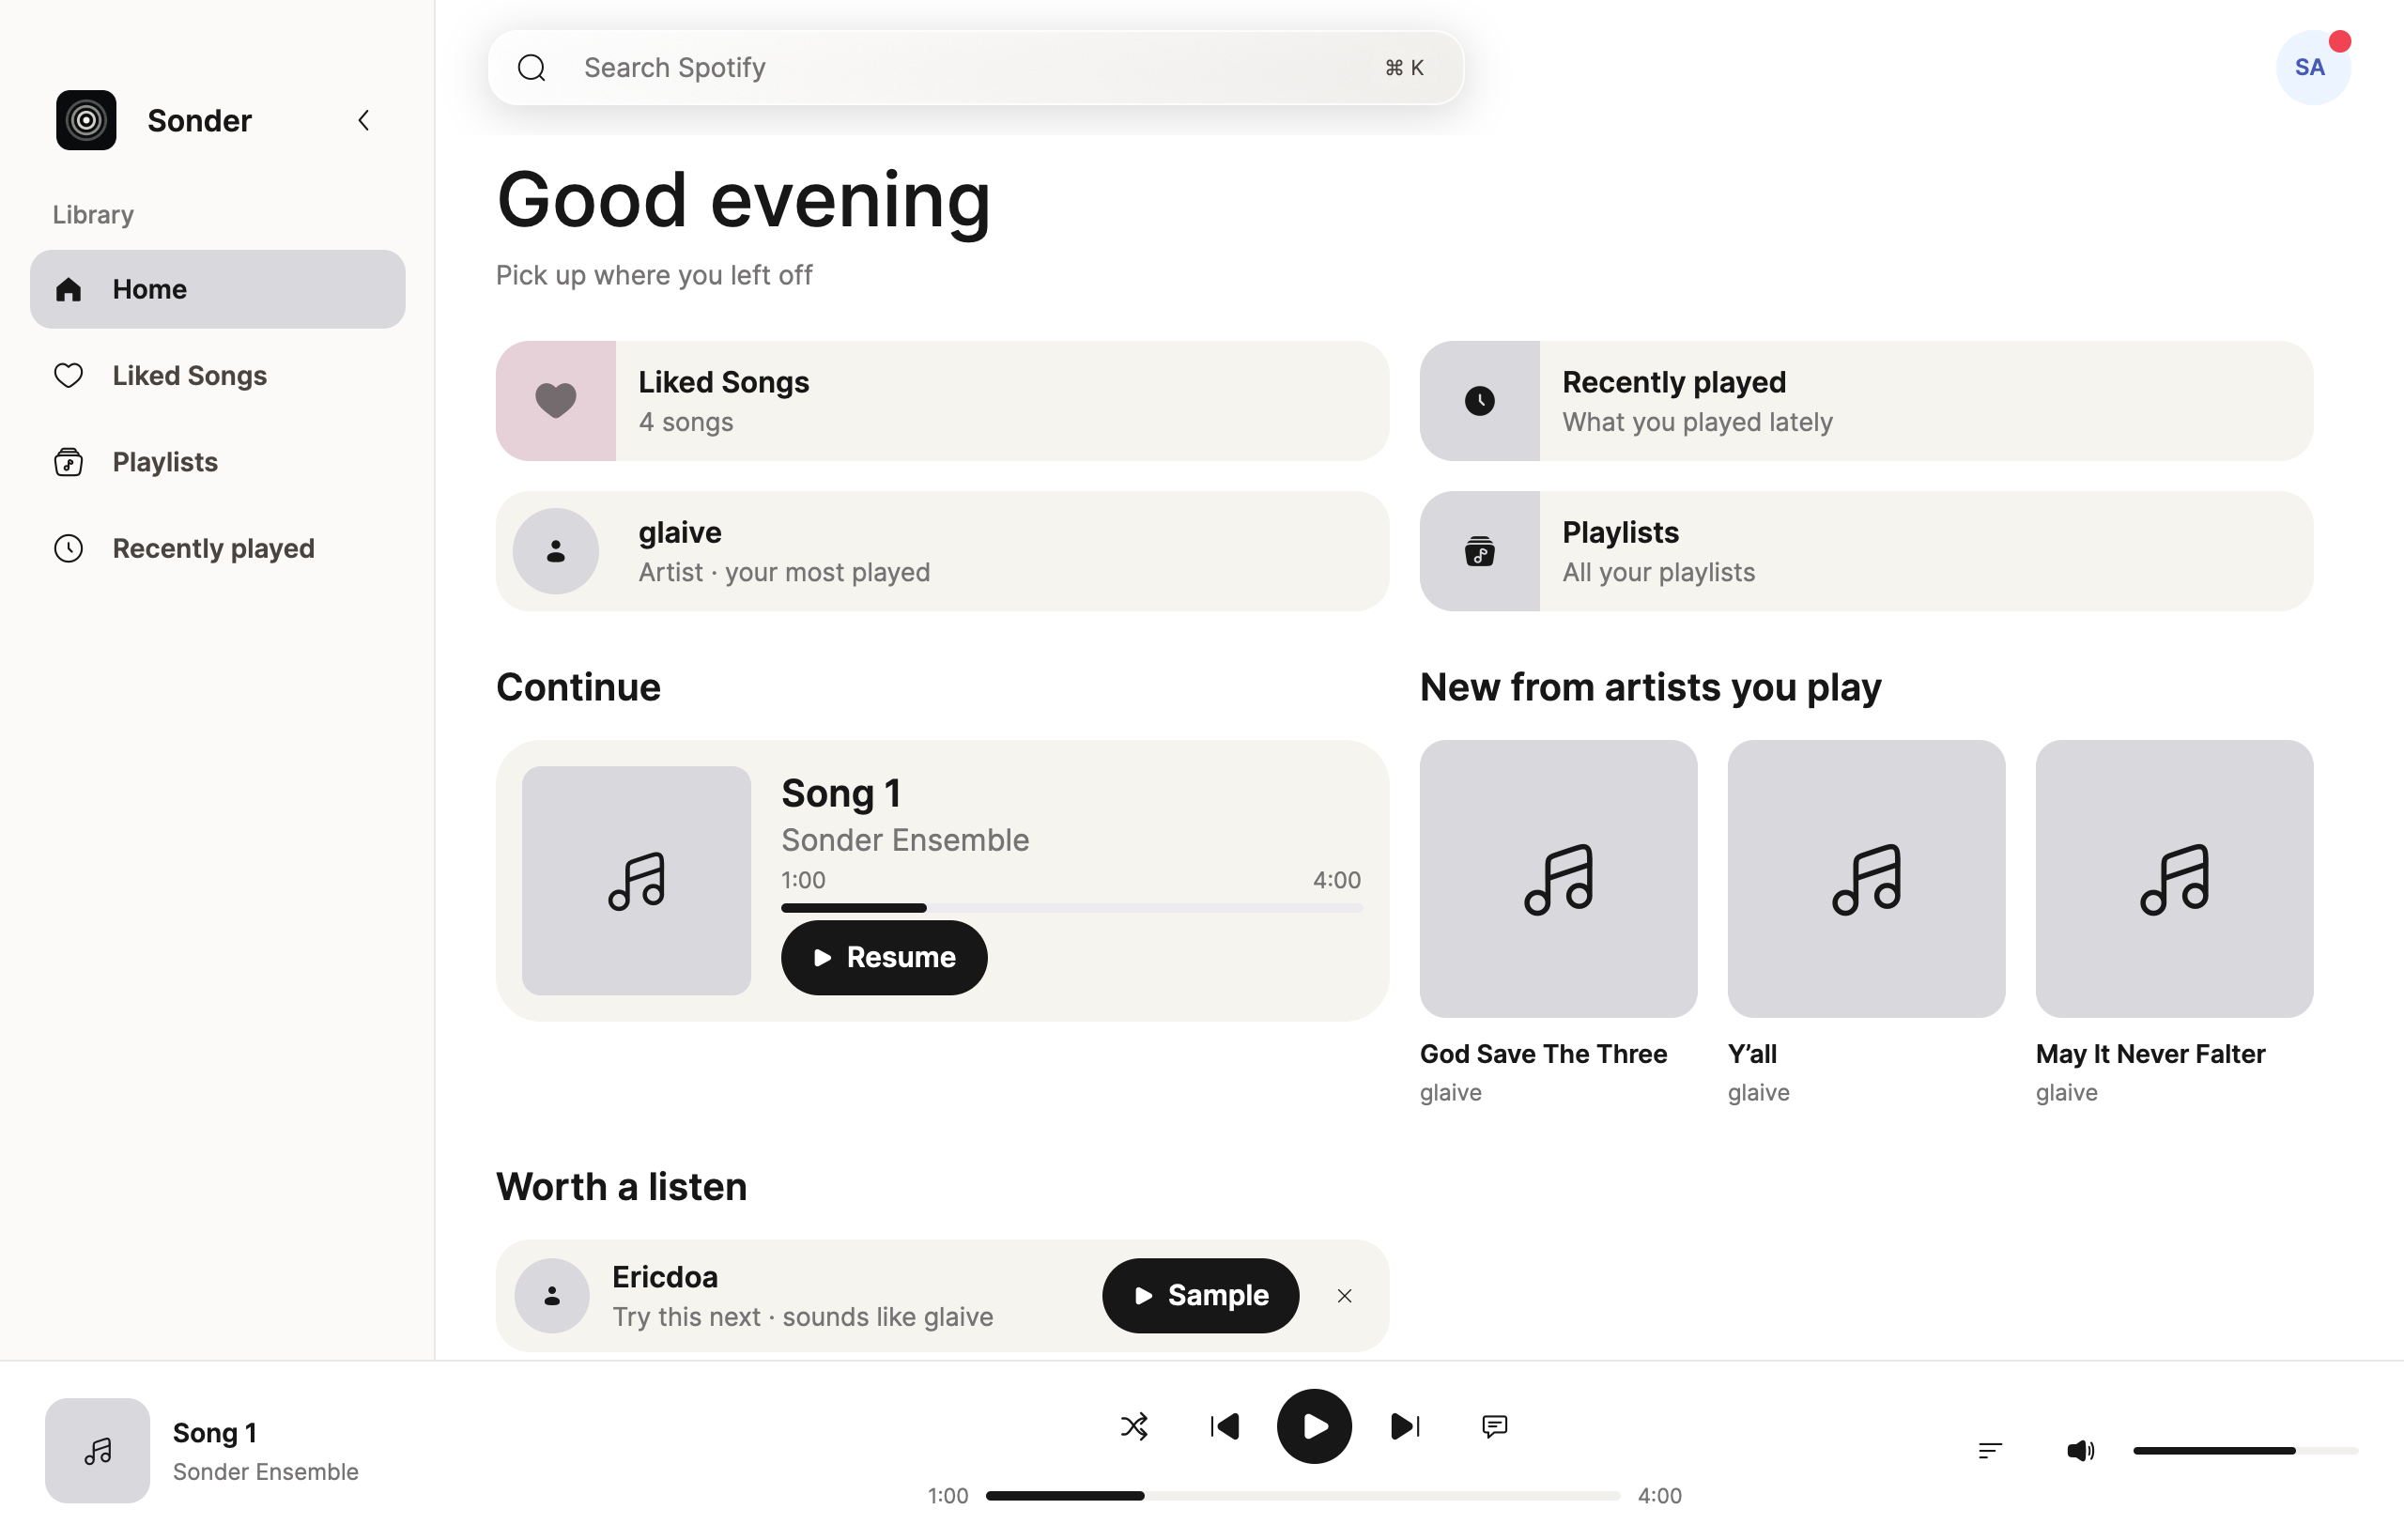 Sonder
Library
Home
Liked Songs
Playlists
Recently played
Search Spotify
⌘ K
SA
Good evening
Pick up where you left off
Liked Songs
4 songs
Recently played
What you played lately
glaive
Artist · your most played
Playlists
All your playlists
Continue
Song 1
Sonder Ensemble
1:00
4:00
Resume
New from artists you play
God Save The Three
glaive
Y’all
glaive
May It Never Falter
glaive
Worth a listen
Ericdoa
Try this next · sounds like glaive
Sample
Song 1
Sonder Ensemble
1:00
4:00